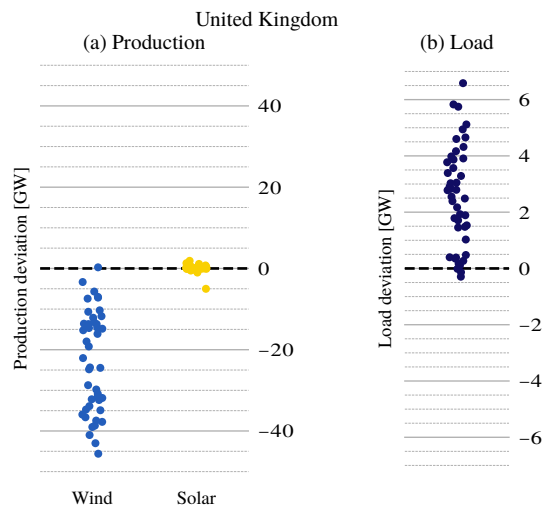 United Kingdom
(a) Production
(b) Load
Production deviation [GW]
40
20
0
−20
−40
Wind
Solar
Load deviation [GW]
6
4
2
0
−2
−4
−6